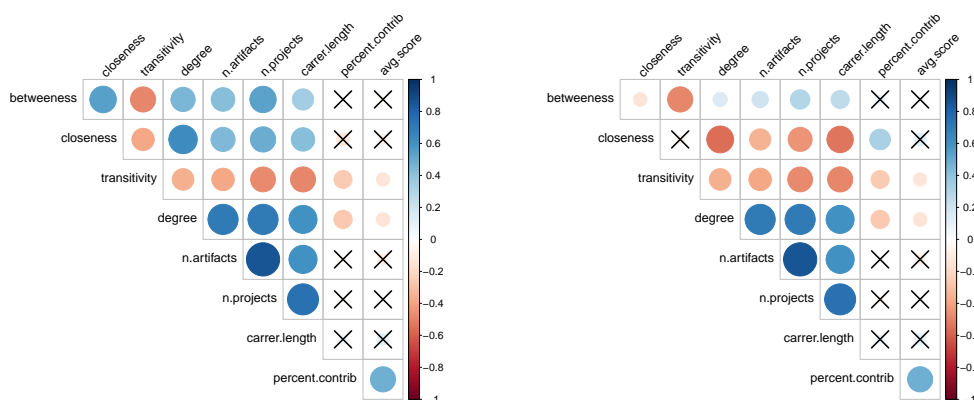 closeness
transitivity
degree
n.artifacts
n.projects
carrer.length
percent.contrib
avg.score
betweeness
closeness
transitivity
degree
n.artifacts
n.projects
carrer.length
percent.contrib
1
0.8
0.6
0.4
0.2
0
−0.2
−0.4
−0.6
−0.8
closeness
transitivity
degree
n.artifacts
n.projects
carrer.length
percent.contrib
avg.score
betweeness
closeness
transitivity
degree
n.artifacts
n.projects
carrer.length
percent.contrib
1
0.8
0.6
0.4
0.2
0